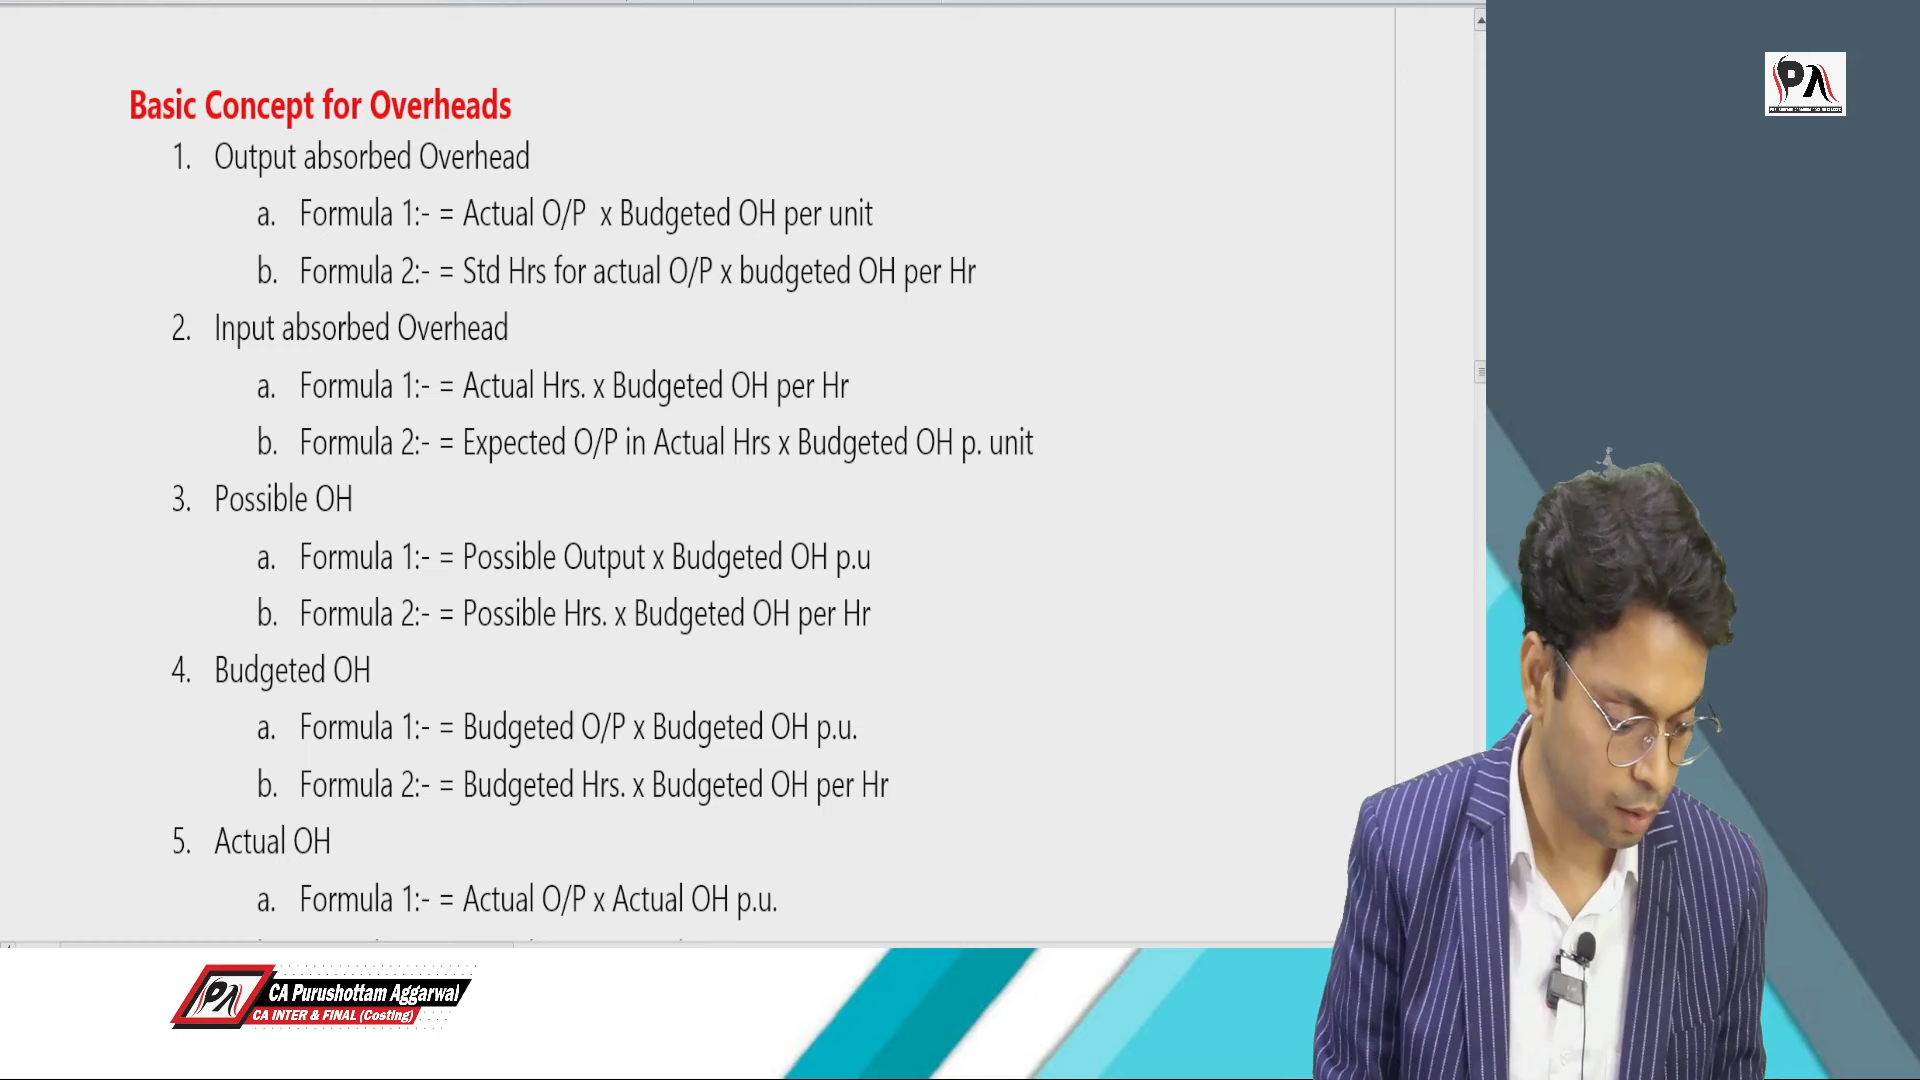 Basic Concept for Overheads
1. Output absorbed Overhead
a. Formula 1:- = Actual O/P x Budgeted OH per unit
b. Formula 2:- = Std Hrs for actual O/P x budgeted OH per Hr
2. Input absorbed Overhead
a. Formula 1:- = Actual Hrs. x Budgeted OH per Hr
b. Formula 2:- = Expected O/P in Actual Hrs x Budgeted OH p. unit
3. Possible OH
a. Formula 1:- = Possible Output x Budgeted OH p.u
b. Formula 2:- = Possible Hrs. x Budgeted OH per Hr
4. Budgeted OH
a. Formula 1:- = Budgeted O/P x Budgeted OH p.u.
b. Formula 2:- = Budgeted Hrs. x Budgeted OH per Hr
5. Actual OH
a. Formula 1:- = Actual O/P x Actual OH p.u.
PA
PA
CA Purushottam Aggarwal
CA INTER & FINAL (Costing)